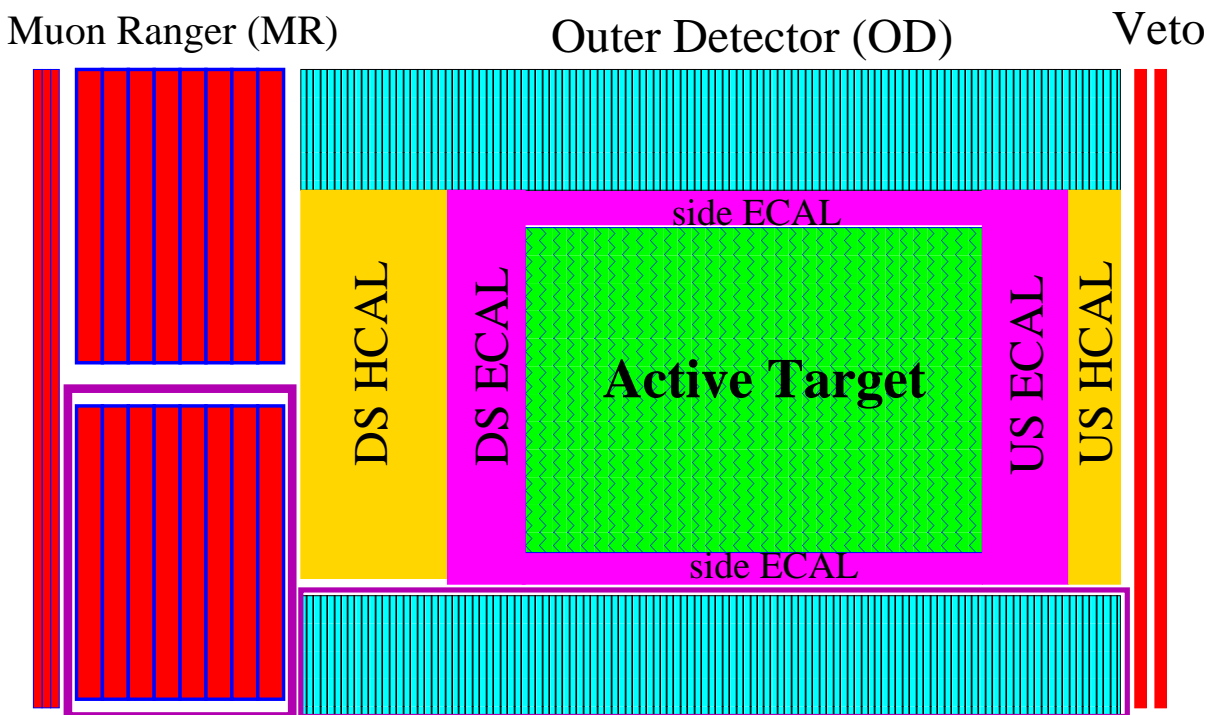 Muon Ranger (MR)
Outer Detector (OD)
Veto
side ECAL
DS HCAL
DS ECAL
Active Target
US ECAL
US HCAL
side ECAL